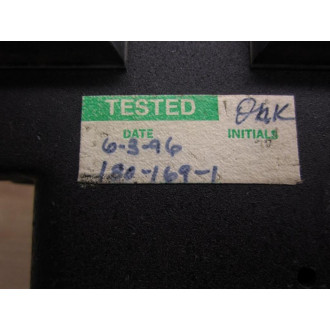 TESTED
DATE INITIALS
6-3-96
180-169-1